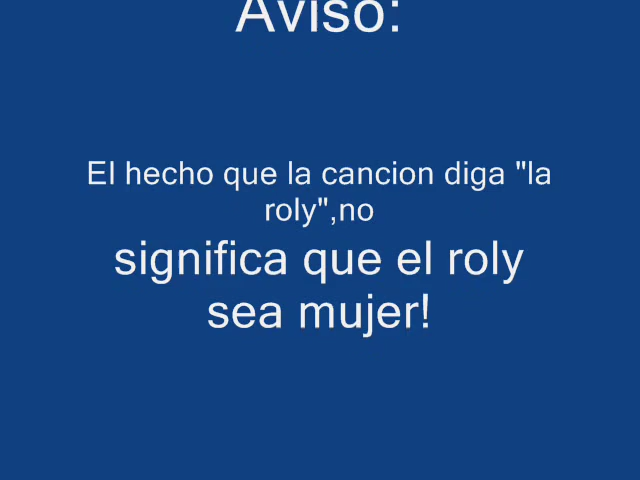 Aviso:
El hecho que la cancion diga "la
roly",no
significa que el roly
sea mujer!